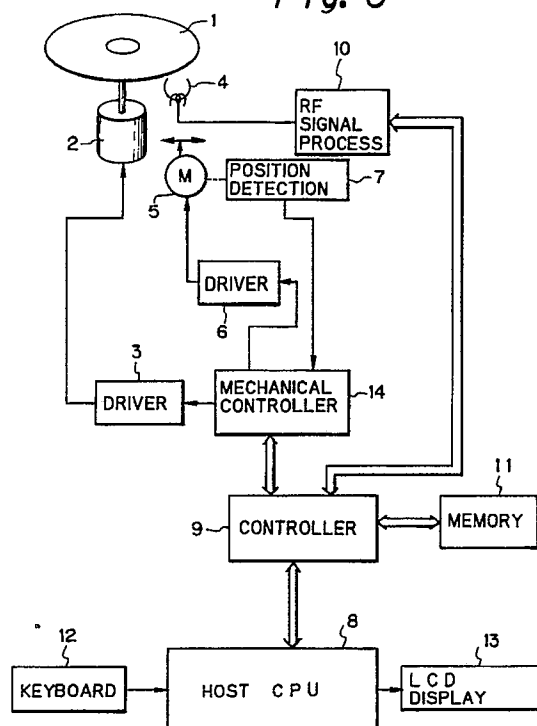 Fig. 6
1
4
10
RF
SIGNAL
PROCESS
2
M
5
POSITION
DETECTION
7
DRIVER
6
3
DRIVER
MECHANICAL
CONTROLLER
14
11
9
CONTROLLER
MEMORY
12
8
13
KEYBOARD
HOST CPU
LCD
DISPLAY